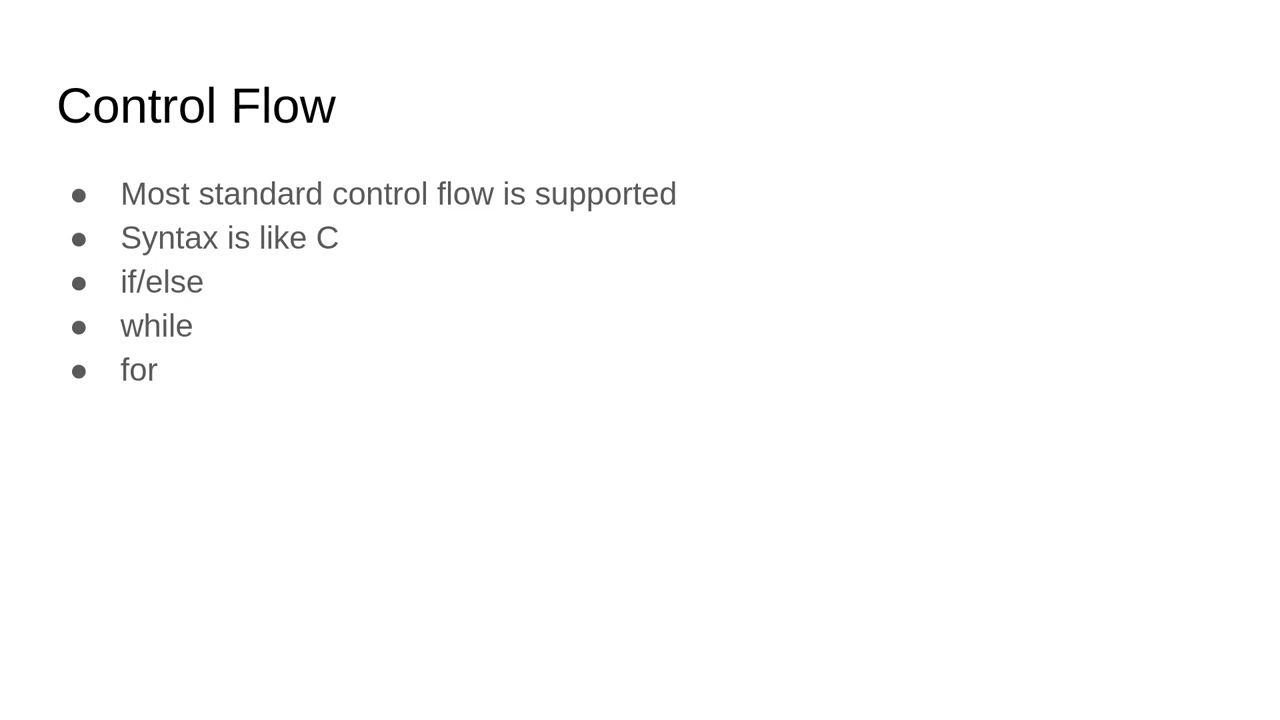 Control Flow
● Most standard control flow is supported
● Syntax is like C
● if/else
● while
● for